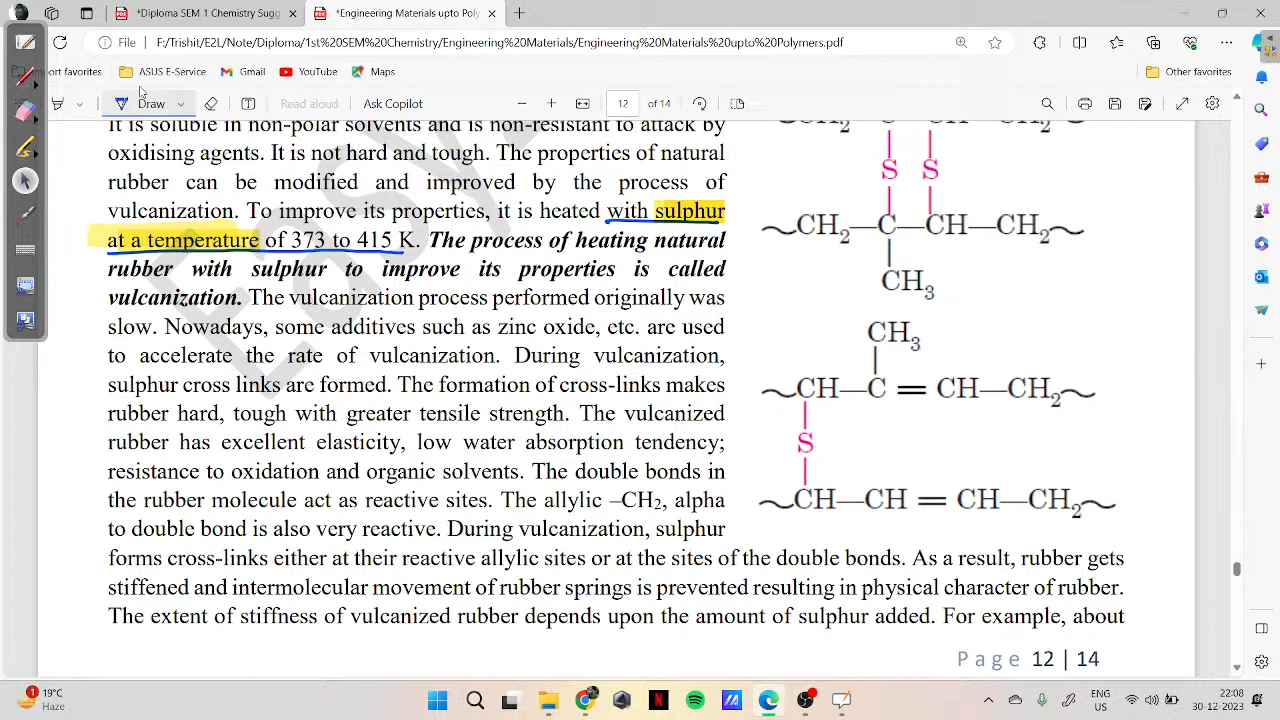 *Diploma SEM 1 Chemistry Sugg
*Engineering Materials upto Poly
File
F:/Trishit/E2L/Note/Diploma/1st%20SEM%20Chemistry/Engineering%20Materials/Engineering%20Materials%20upto%20Polymers.pdf
mport favorites
ASUS E-Service
Gmail
YouTube
Maps
Other favorites
Draw
Read aloud
Ask Copilot
12
of 14
It is soluble in non-polar solvents and is non-resistant to attack by
oxidising agents. It is not hard and tough. The properties of natural
rubber can be modified and improved by the process of
vulcanization. To improve its properties, it is heated with sulphur
at a temperature of 373 to 415 K. The process of heating natural
rubber with sulphur to improve its properties is called
vulcanization. The vulcanization process performed originally was
slow. Nowadays, some additives such as zinc oxide, etc. are used
to accelerate the rate of vulcanization. During vulcanization,
sulphur cross links are formed. The formation of cross-links makes
rubber hard, tough with greater tensile strength. The vulcanized
rubber has excellent elasticity, low water absorption tendency;
resistance to oxidation and organic solvents. The double bonds in
the rubber molecule act as reactive sites. The allylic –CH2, alpha
to double bond is also very reactive. During vulcanization, sulphur
forms cross-links either at their reactive allylic sites or at the sites of the double bonds. As a result, rubber gets
stiffened and intermolecular movement of rubber springs is prevented resulting in physical character of rubber.
The extent of stiffness of vulcanized rubber depends upon the amount of sulphur added. For example, about
S S
CH2—C—CH—CH2
CH3
CH3
CH—C=CH—CH2
S
CH—CH=CH—CH2
Easy
Page 12 | 14
1
19°C
Haze
ENG
22:08
30-12-2023